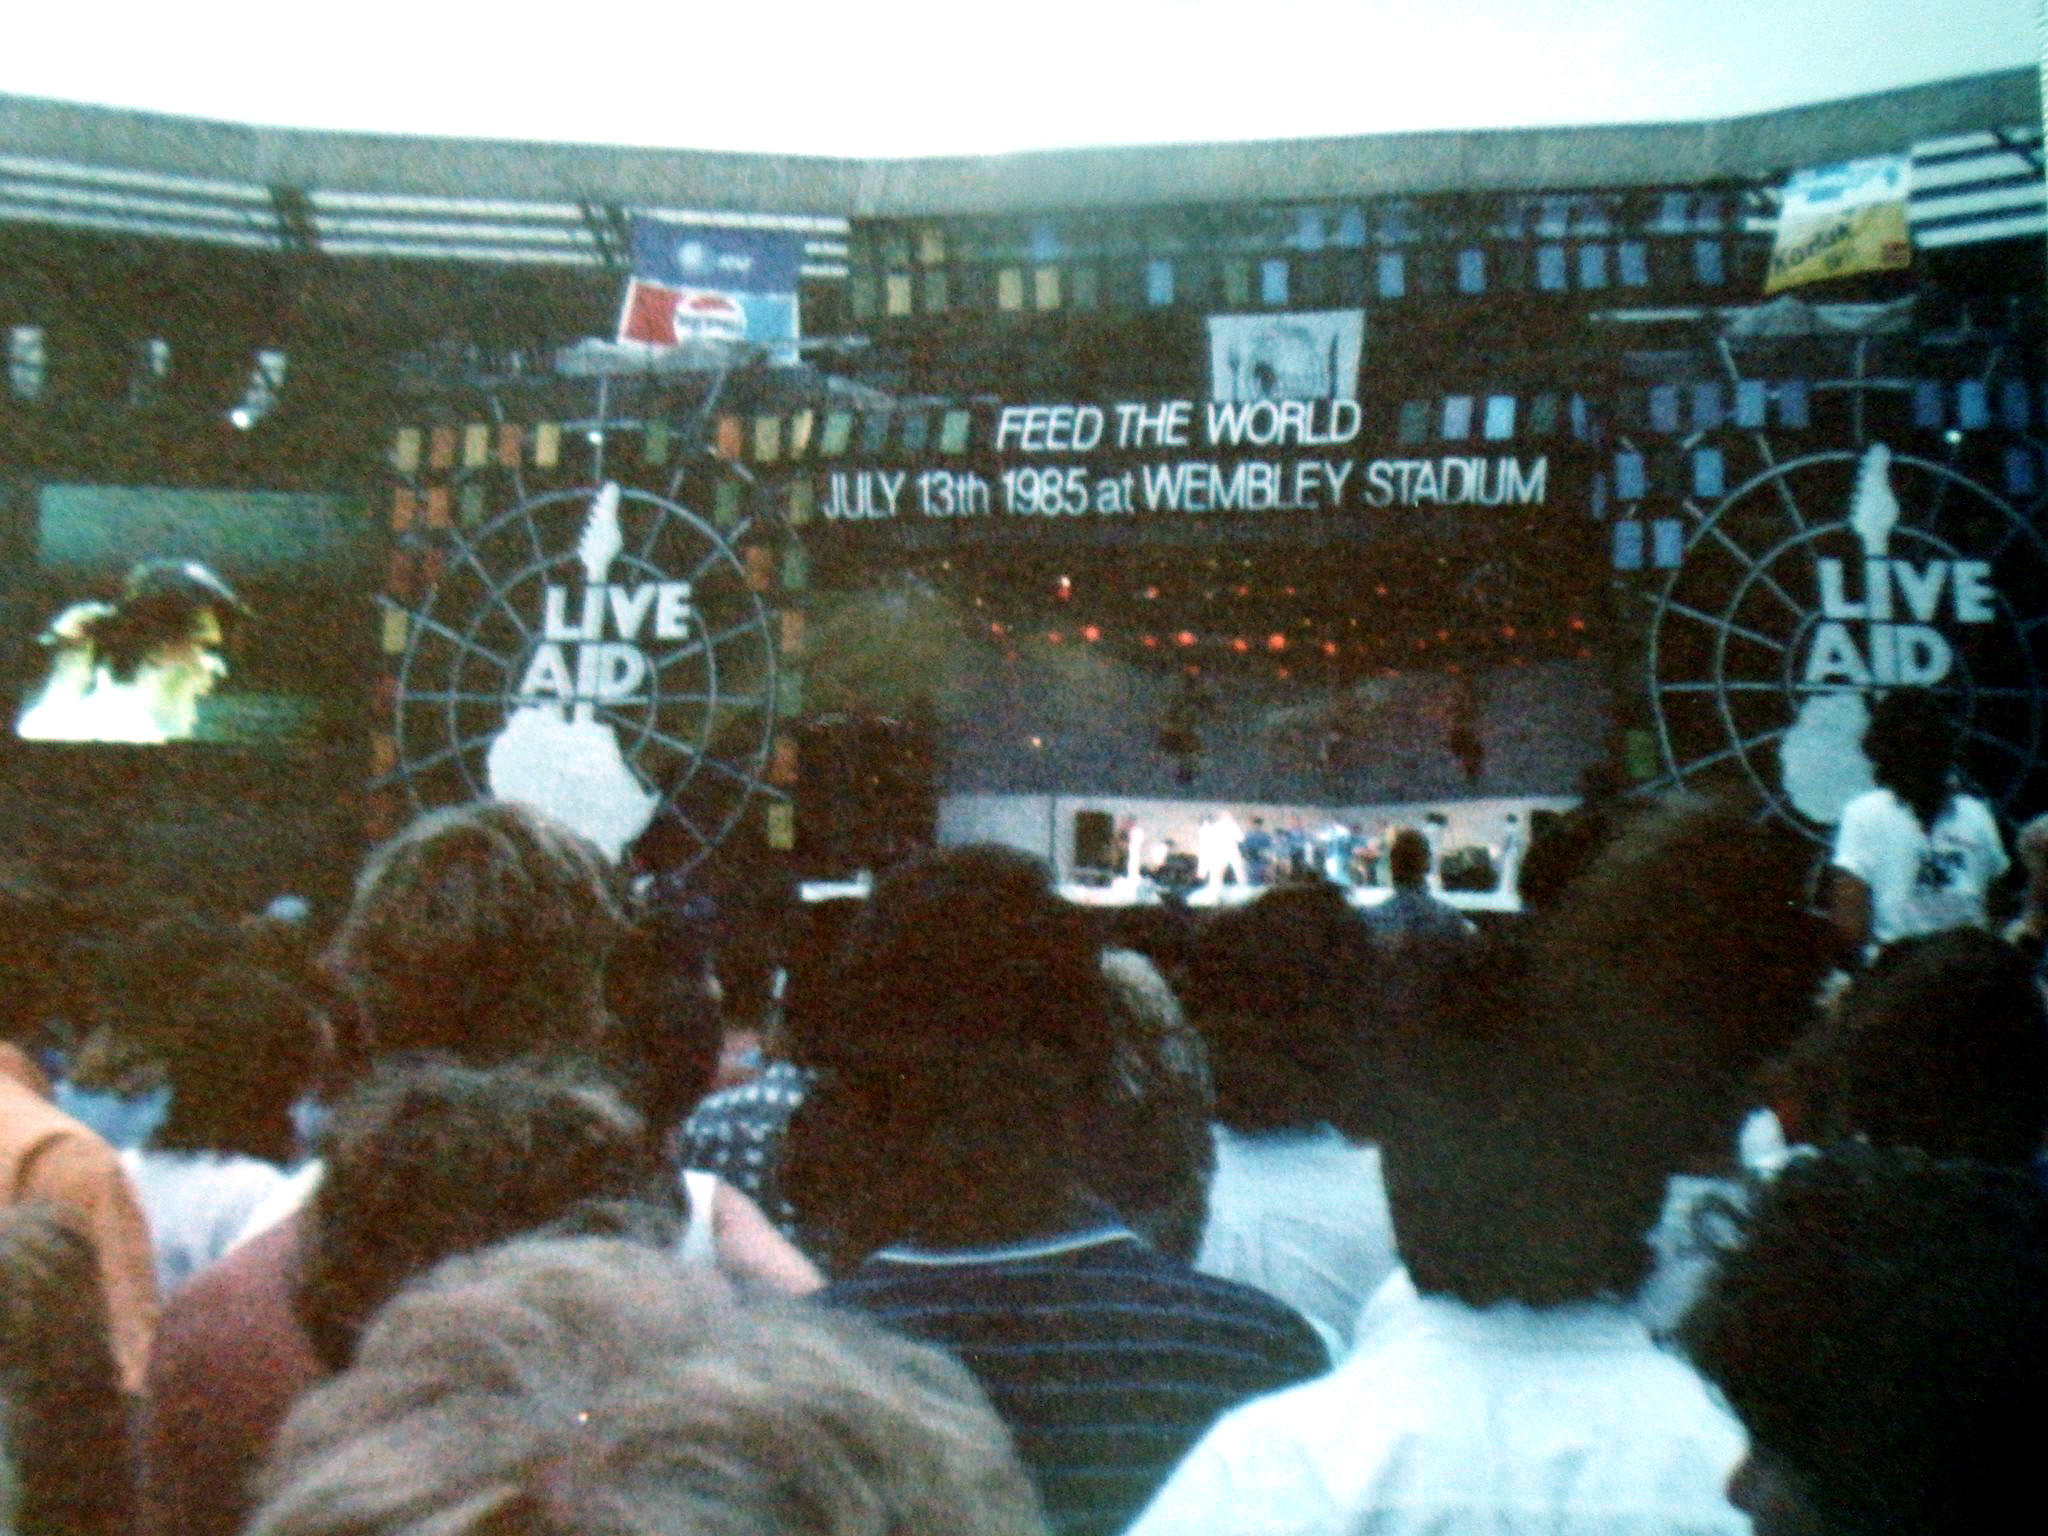 Kodak
FEED THE WORLD
JULY 13th 1985 at WEMBLEY STADIUM
LIVE
AID
LIVE
AID